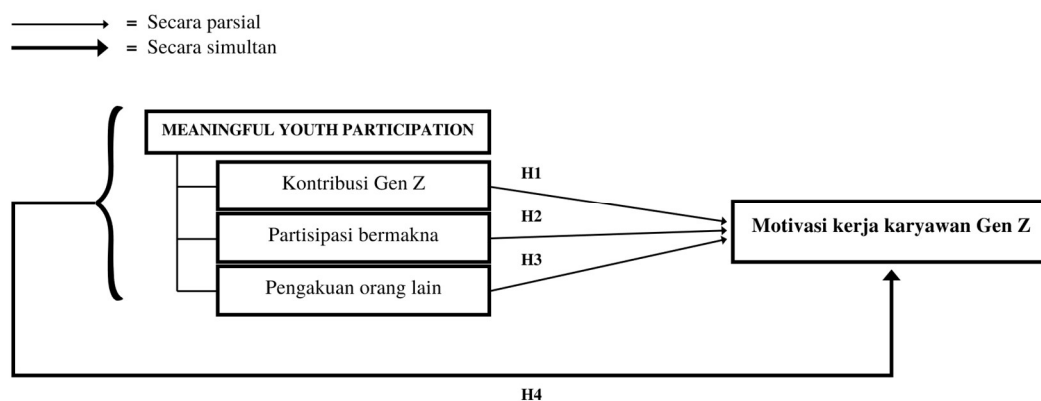 = Secara parsial
= Secara simultan
MEANINGFUL YOUTH PARTICIPATION
Kontribusi Gen Z
H1
H2
Partisipasi bermakna
Motivasi kerja karyawan Gen Z
H3
Pengakuan orang lain
H4